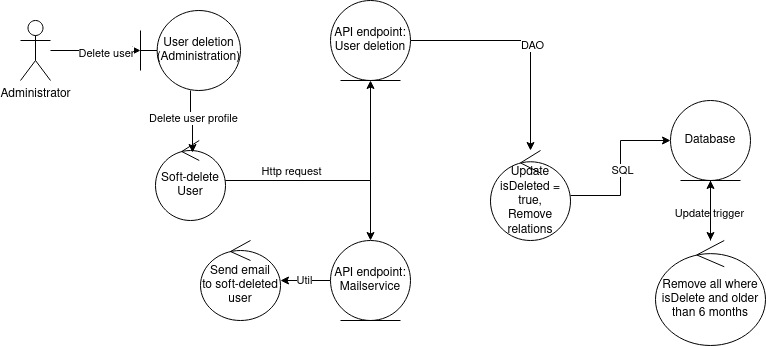 Administrator
Delete user
User deletion
(Administration)
Delete user profile
Soft-delete
User
Http request
API endpoint:
User deletion
API endpoint:
Mailservice
Util
Send email
to soft-deleted
user
DAO
Update
isDeleted =
true,
Remove
relations
SQL
Database
Update trigger
Remove all where
isDelete and older
than 6 months